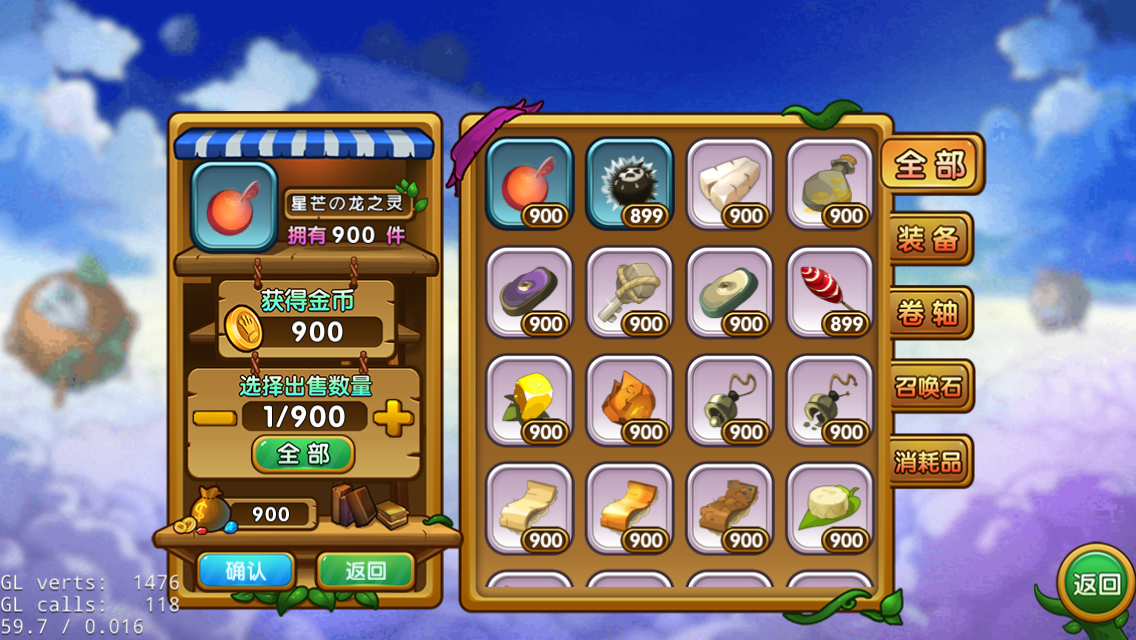 星芒の龙之灵
拥有 900 件
获得金币
900
选择出售数量
1/900
全部
900
确认
返回
900
899
900
900
900
900
900
899
900
900
900
900
900
900
900
900
全部
装备
卷轴
召唤石
消耗品
返回
GL verts: 1476
GL calls: 118
59.7 / 0.016